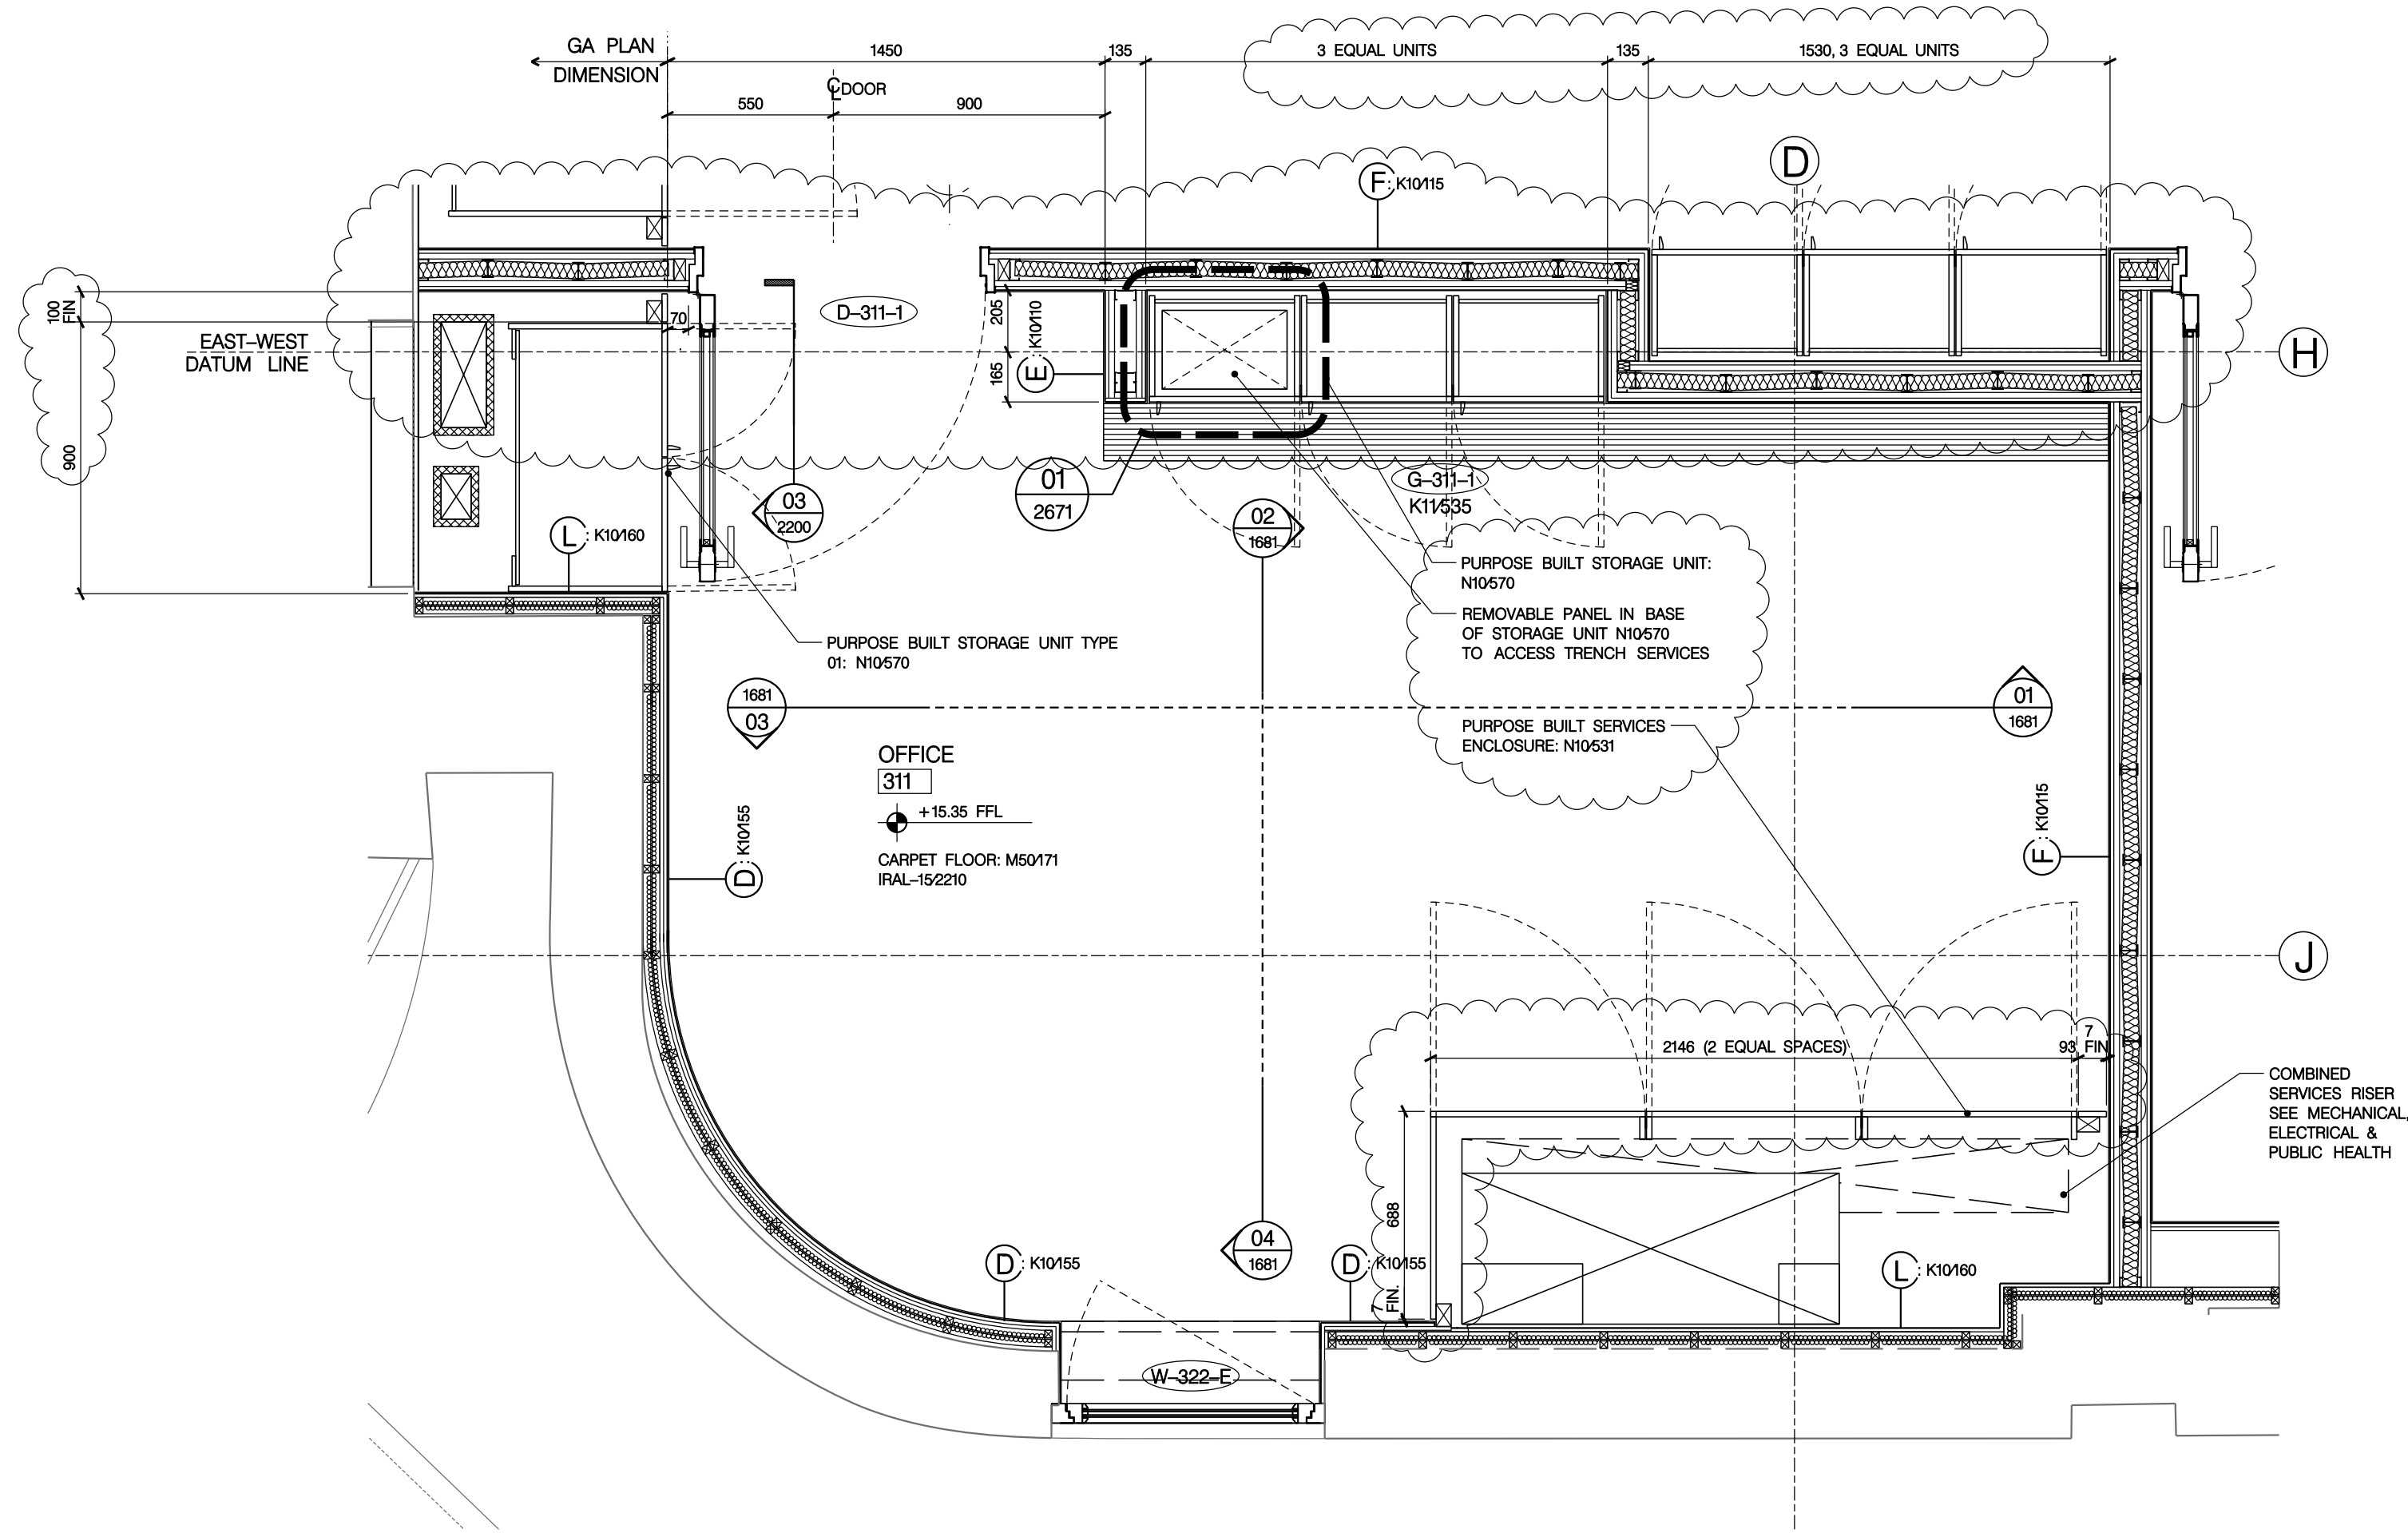 GA PLAN
DIMENSION
1450
135
3 EQUAL UNITS
135
1530, 3 EQUAL UNITS
550
CL DOOR
900
D
F : K10/115
100
FIN
900
EAST–WEST
DATUM LINE
70
D–311–1
205
165
E : K10/110
H
01
2671
03
2200
G–311–1
K11/535
02
1681
L : K10/160
PURPOSE BUILT STORAGE UNIT:
N10/570
REMOVABLE PANEL IN BASE
OF STORAGE UNIT N10/570
TO ACCESS TRENCH SERVICES
PURPOSE BUILT STORAGE UNIT TYPE
01: N10/570
1681
03
01
1681
PURPOSE BUILT SERVICES
ENCLOSURE: N10/531
OFFICE
311
+15.35 FFL
CARPET FLOOR: M50/171
IRAL–15/2210
D : K10/155
F : K10/115
J
2146 (2 EQUAL SPACES)
93
7
FIN
COMBINED
SERVICES RISER
SEE MECHANICAL,
ELECTRICAL &
PUBLIC HEALTH
688
7
FIN.
04
1681
D : K10/155
D : K10/155
L : K10/160
W–322–E